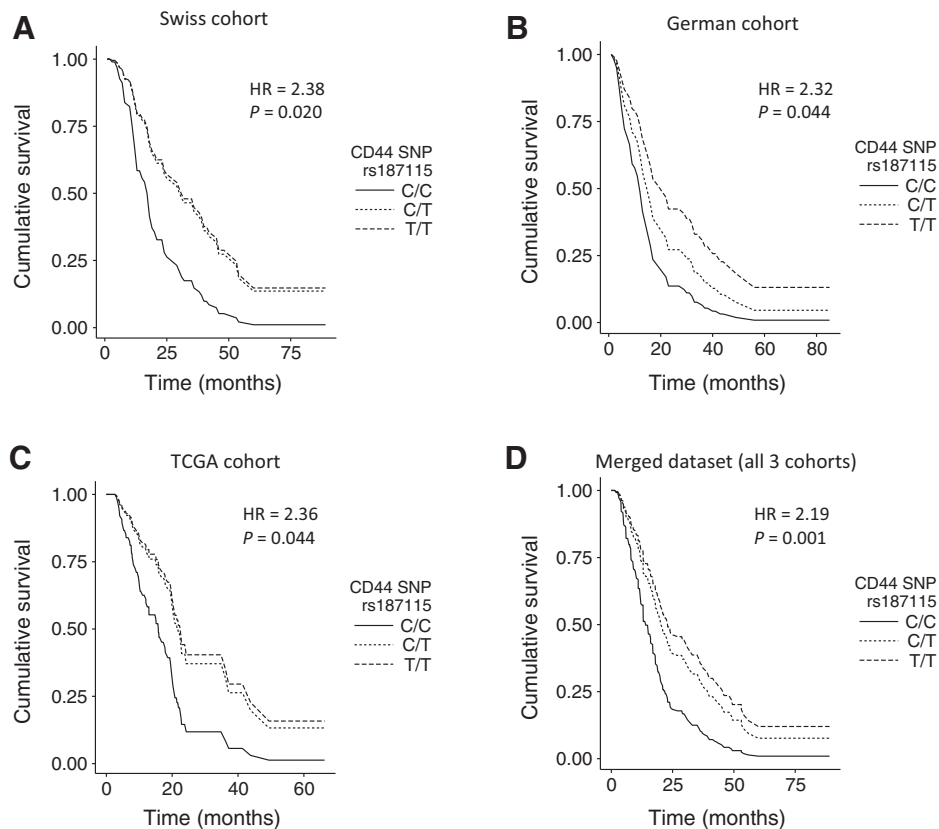 A
Swiss cohort
Cumulative survival
1.00
0.75
0.50
0.25
0.00
HR = 2.38
P = 0.020
CD44 SNP
rs187115
C/C
C/T
T/T
0 25 50 75
Time (months)
B
German cohort
Cumulative survival
1.00
0.75
0.50
0.25
0.00
HR = 2.32
P = 0.044
CD44 SNP
rs187115
C/C
C/T
T/T
0 20 40 60 80
Time (months)
C
TCGA cohort
Cumulative survival
1.00
0.75
0.50
0.25
0.00
HR = 2.36
P = 0.044
CD44 SNP
rs187115
C/C
C/T
T/T
0 20 40 60
Time (months)
D
Merged dataset (all 3 cohorts)
Cumulative survival
1.00
0.75
0.50
0.25
0.00
HR = 2.19
P = 0.001
CD44 SNP
rs187115
C/C
C/T
T/T
0 25 50 75
Time (months)